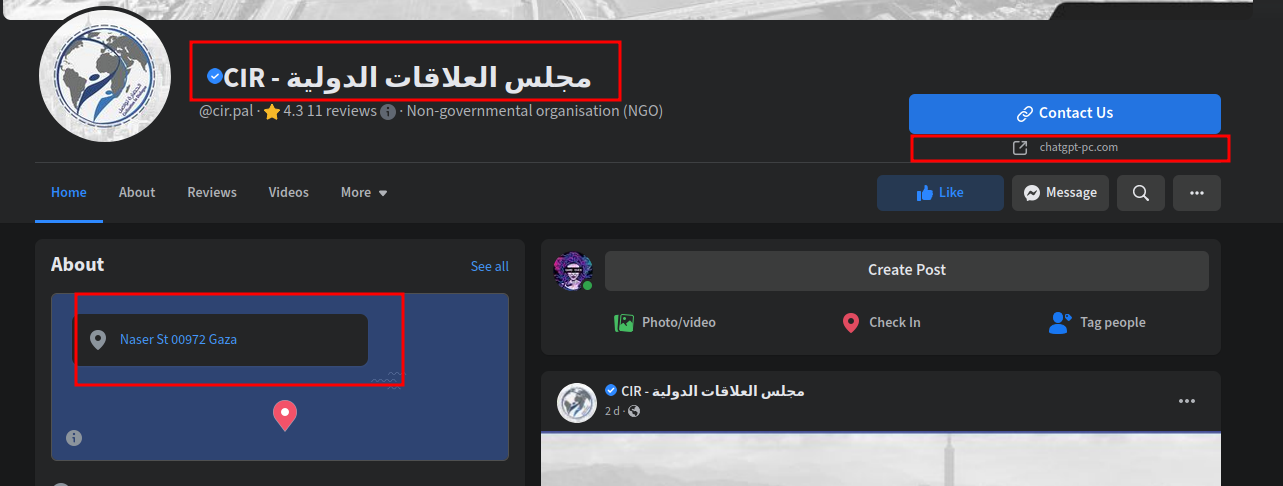 CIR - مجلس العلاقات الدولية
@cir.pal · 4.3 11 reviews · Non-governmental organisation (NGO)
Contact Us
chatgpt-pc.com
Home
About
Reviews
Videos
More
Like
Message
About
See all
Naser St 00972 Gaza
Create Post
Photo/video
Check In
Tag people
CIR - مجلس العلاقات الدولية
2 d ·